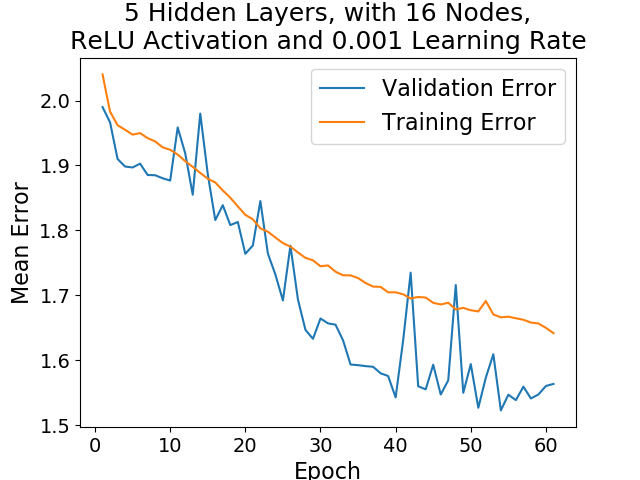 5 Hidden Layers, with 16 Nodes,
ReLU Activation and 0.001 Learning Rate
Validation Error
Training Error
Mean Error
2.0
1.9
1.8
1.7
1.6
1.5
0 10 20 30 40 50 60
Epoch